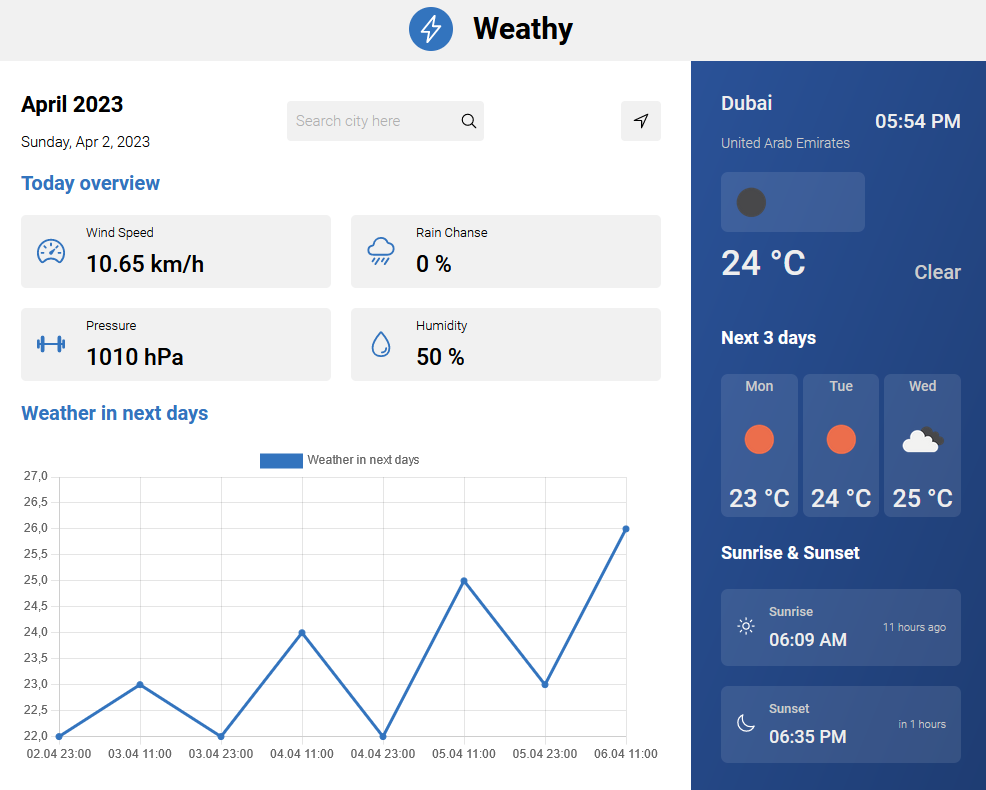 Weathy
April 2023
Sunday, Apr 2, 2023
Search city here
Today overview
Wind Speed
10.65 km/h
Rain Chanse
0 %
Pressure
1010 hPa
Humidity
50 %
Weather in next days
Weather in next days
27,0
26,5
26,0
25,5
25,0
24,5
24,0
23,5
23,0
22,5
22,0
02.04 23:00 03.04 11:00 03.04 23:00 04.04 11:00 04.04 23:00 05.04 11:00 05.04 23:00 06.04 11:00
Dubai
United Arab Emirates
05:54 PM
24 °C
Clear
Next 3 days
Mon Tue Wed
23 °C 24 °C 25 °C
Sunrise & Sunset
Sunrise
06:09 AM
11 hours ago
Sunset
06:35 PM
in 1 hours